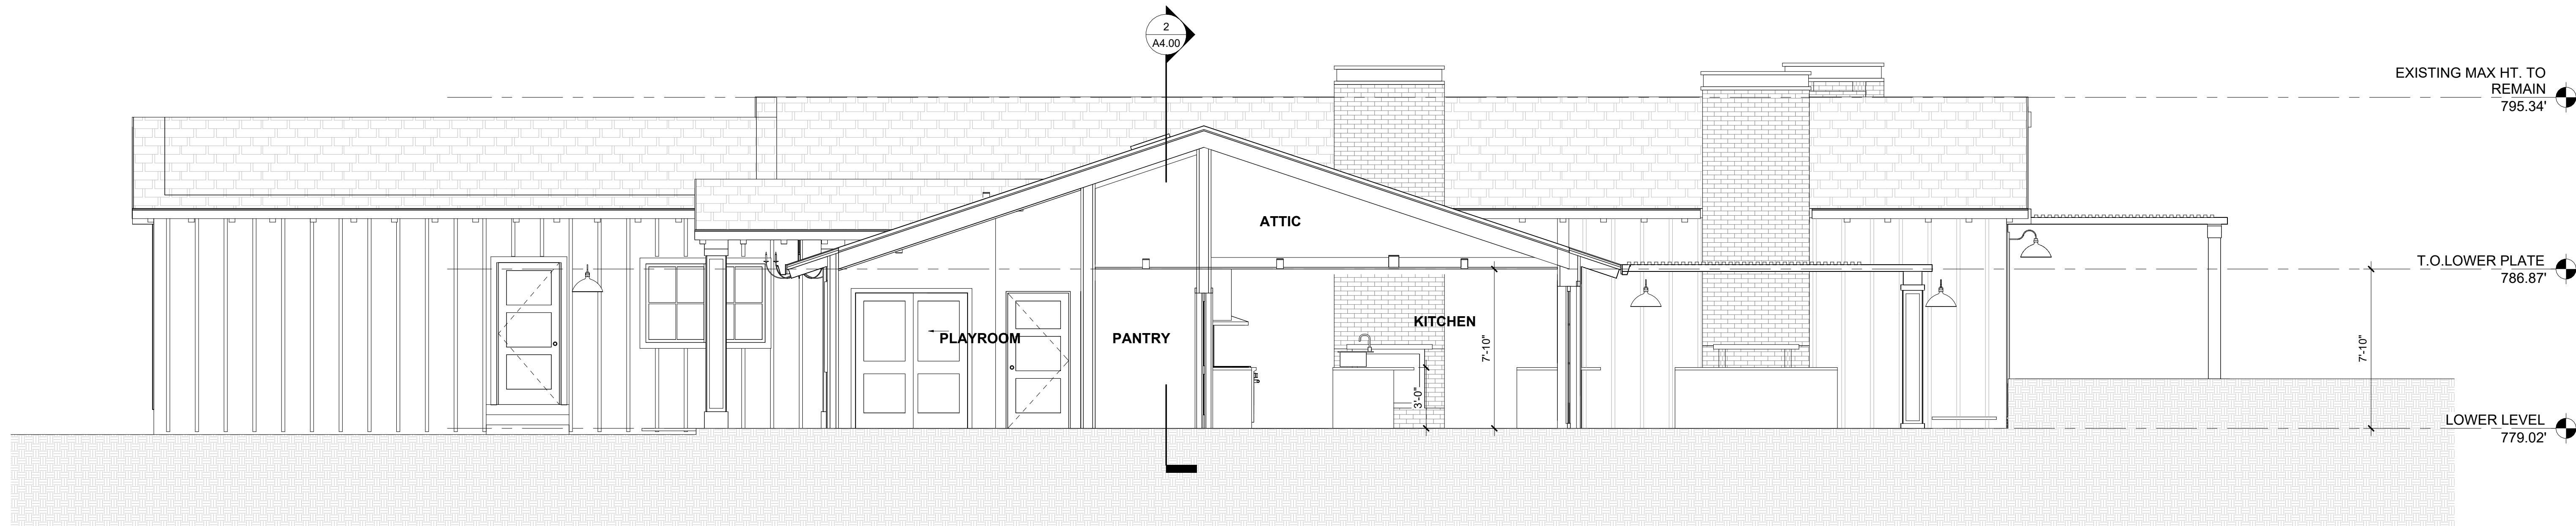 2
A4.00
EXISTING MAX HT. TO
REMAIN
795.34'
ATTIC
T.O.LOWER PLATE
786.87'
PLAYROOM
PANTRY
KITCHEN
7'-10"
7'-10"
3'-0"
LOWER LEVEL
779.02'